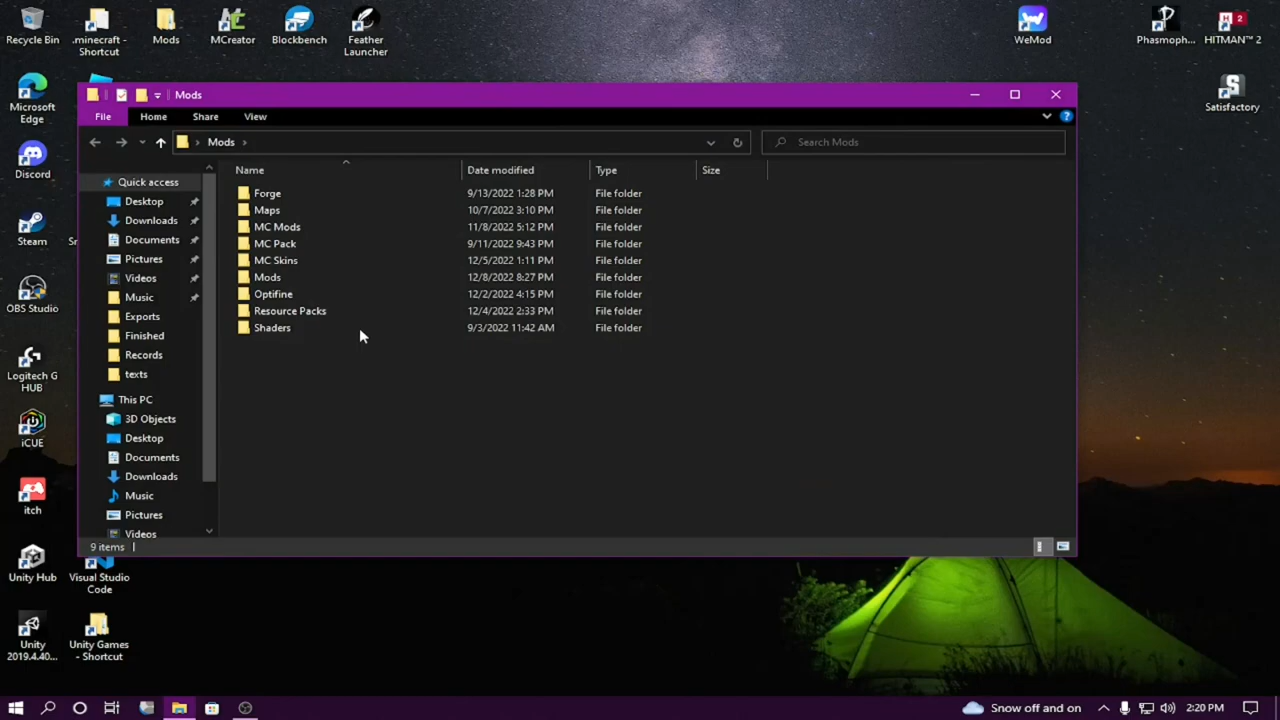 Recycle Bin
.minecraft - Shortcut
Mods
MCreator
Blockbench
Feather Launcher
WeMod
Phasmoph...
HITMAN™ 2
Microsoft Edge
Discord
Steam
OBS Studio
Logitech G HUB
iCUE
itch
Unity Hub
Visual Studio Code
Unity 2019.4.40...
Unity Games - Shortcut
Satisfactory
Mods
File
Home
Share
View
Mods
Search Mods
Name
Date modified
Type
Size
Quick access
Desktop
Downloads
Documents
Pictures
Videos
Music
Exports
Finished
Records
texts
This PC
3D Objects
Desktop
Documents
Downloads
Music
Pictures
Videos
Forge 9/13/2022 1:28 PM File folder
Maps 10/7/2022 3:10 PM File folder
MC Mods 11/8/2022 5:12 PM File folder
MC Pack 9/11/2022 9:43 PM File folder
MC Skins 12/5/2022 1:11 PM File folder
Mods 12/8/2022 8:27 PM File folder
Optifine 12/2/2022 4:15 PM File folder
Resource Packs 12/4/2022 2:33 PM File folder
Shaders 9/3/2022 11:42 AM File folder
9 items
Snow off and on
2:20 PM